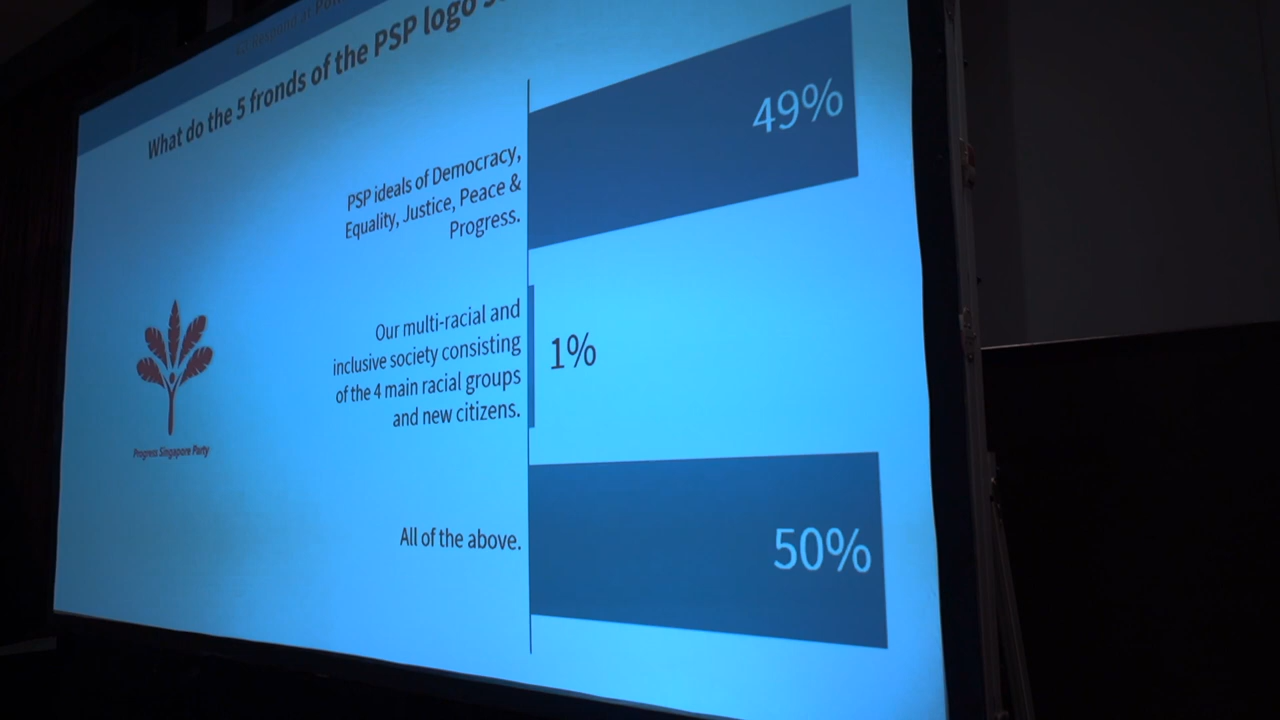 What do the 5 fronds of the PSP logo
49%
PSP ideals of Democracy,
Equality, Justice, Peace &
Progress.
Our multi-racial and
inclusive society consisting
of the 4 main racial groups
and new citizens.
1%
Progress Singapore Party
All of the above.
50%